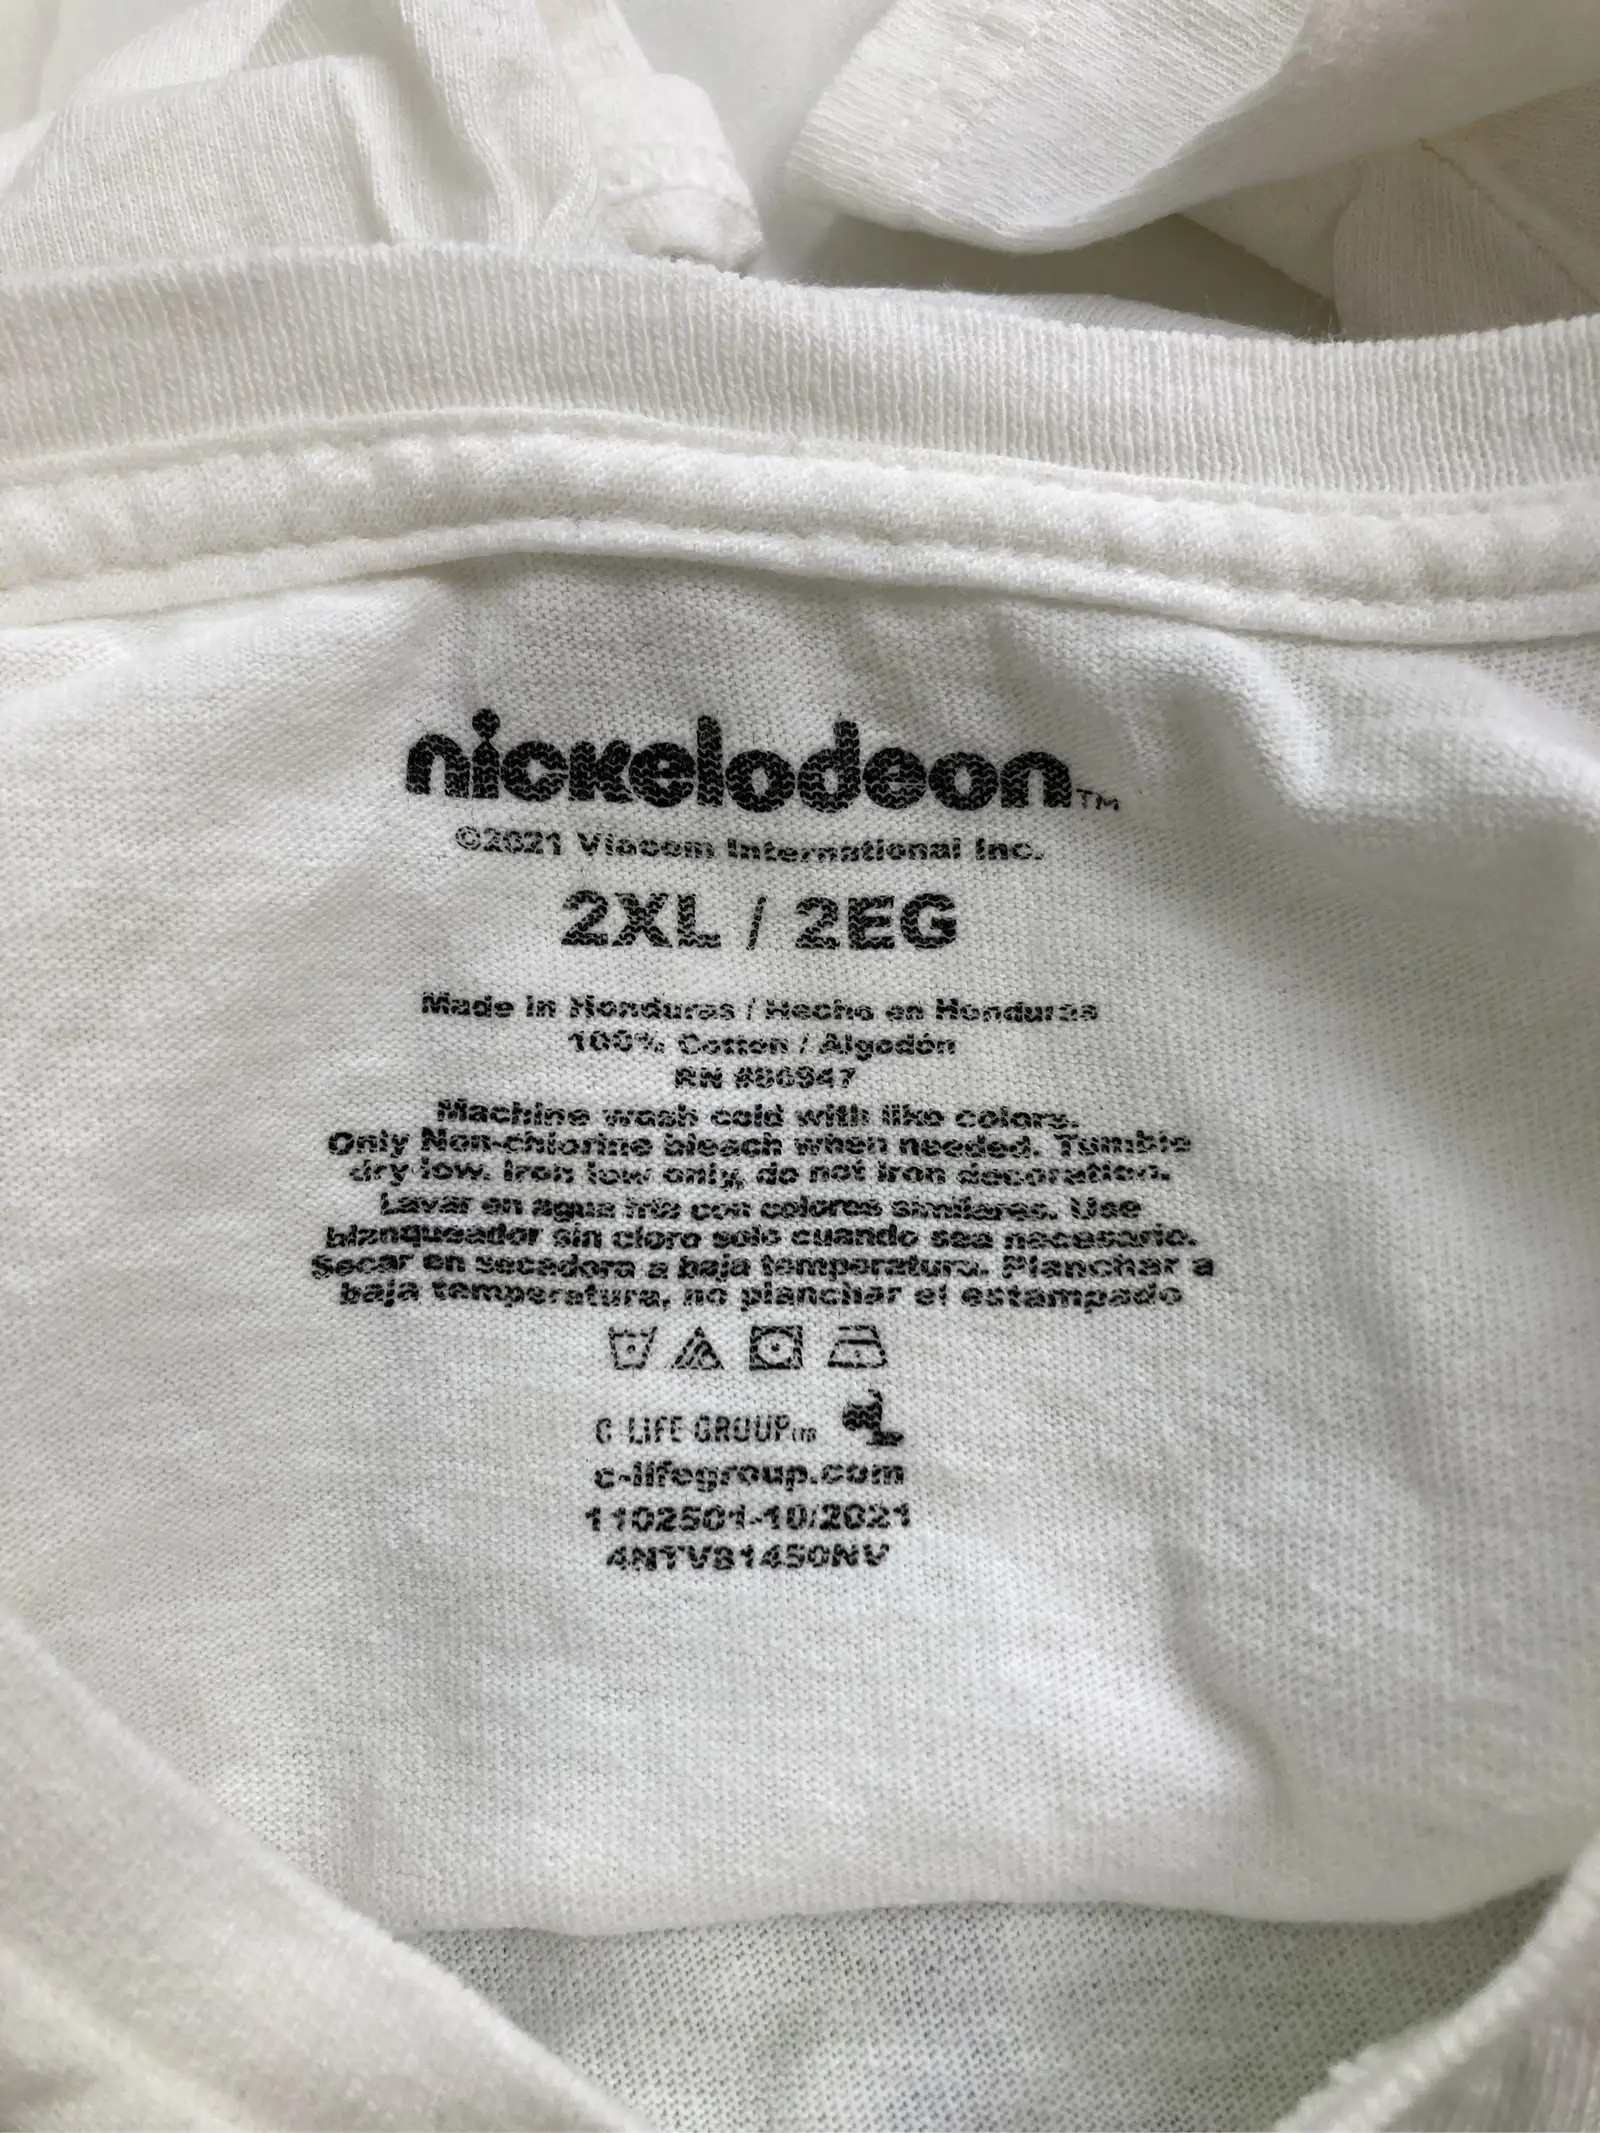 nickelodeon™
©2021 Viacom International Inc.
2XL / 2EG
Made in Honduras / Hecho en Honduras
100% Cotton / Algodón
RN #86947
Machine wash cold with like colors.
Only Non-chlorine bleach when needed. Tumble
dry low. Iron low only, do not iron decoration.
Lavar en agua fria con colores similares. Use
blanqueador sin cloro solo cuando sea necesario.
Secar en secadora a baja temperatura. Planchar a
baja temperatura, no planchar el estampado
C-LIFE GROUP LTD
c-lifegroup.com
1102501-10/2021
4NTV81450NV